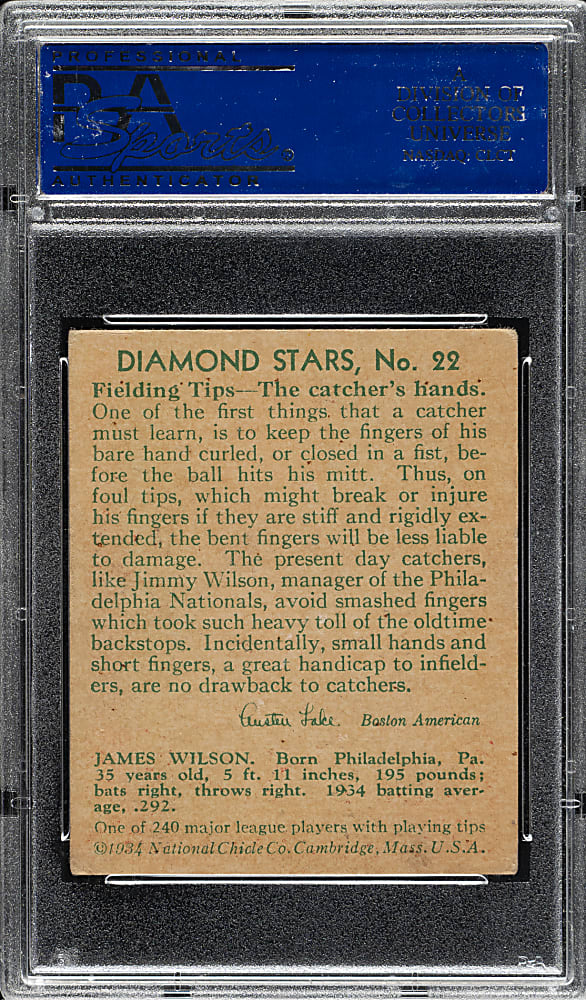 PROFESSIONAL
PSA
Sports
®
AUTHENTICATOR
A
DIVISION OF
COLLECTORS
UNIVERSE
NASDAQ: CLCT
DIAMOND STARS, No. 22
Fielding Tips—The catcher's hands.
One of the first things that a catcher
must learn, is to keep the fingers of his
bare hand curled, or closed in a fist, be-
fore the ball hits his mitt. Thus, on
foul tips, which might break or injure
his fingers if they are stiff and rigidly ex-
tended, the bent fingers will be less liable
to damage. The present day catchers,
like Jimmy Wilson, manager of the Phila-
delphia Nationals, avoid smashed fingers
which took such heavy toll of the oldtime
backstops. Incidentally, small hands and
short fingers, a great handicap to infield-
ers, are no drawback to catchers.
Austen Lake. Boston American
JAMES WILSON. Born Philadelphia, Pa.
35 years old, 5 ft. 11 inches, 195 pounds;
bats right, throws right. 1934 batting aver-
age, .292.
One of 240 major league players with playing tips
©1934 National Chicle Co. Cambridge, Mass. U.S.A.